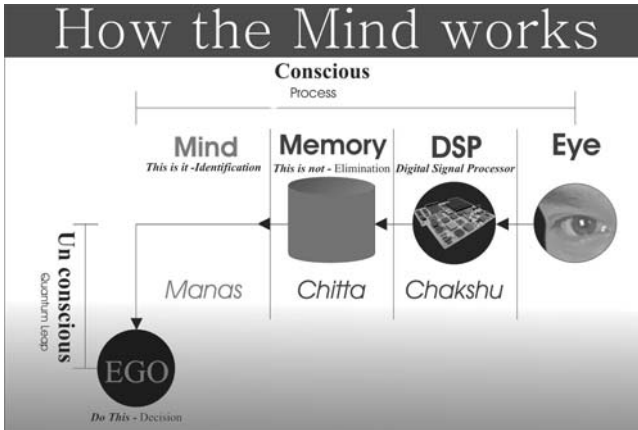 How the Mind works
Conscious
Process
Mind Memory DSP Eye
This is it -Identification This is not - Elimination Digital Signal Processor
Un conscious
Quantum Leap
Manas Chitta Chakshu
EGO
Do This - Decision